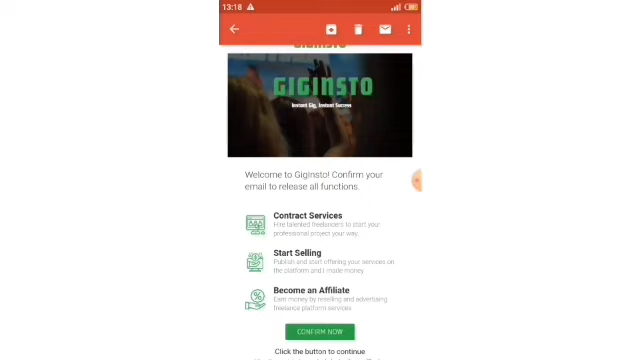 13:18
GIGINSTO
GIGINSTO
Instant Gig, Instant Success
Welcome to Giginsto! Confirm your
email to release all functions.
Contract Services
Hire talented freelancers to start your
professional project your way.
Start Selling
Publish and start offering your services on
the platform and I made money.
Become an Affiliate
Earn money by reselling and advertising
freelance platform services
CONFIRM NOW
Click the button to continue